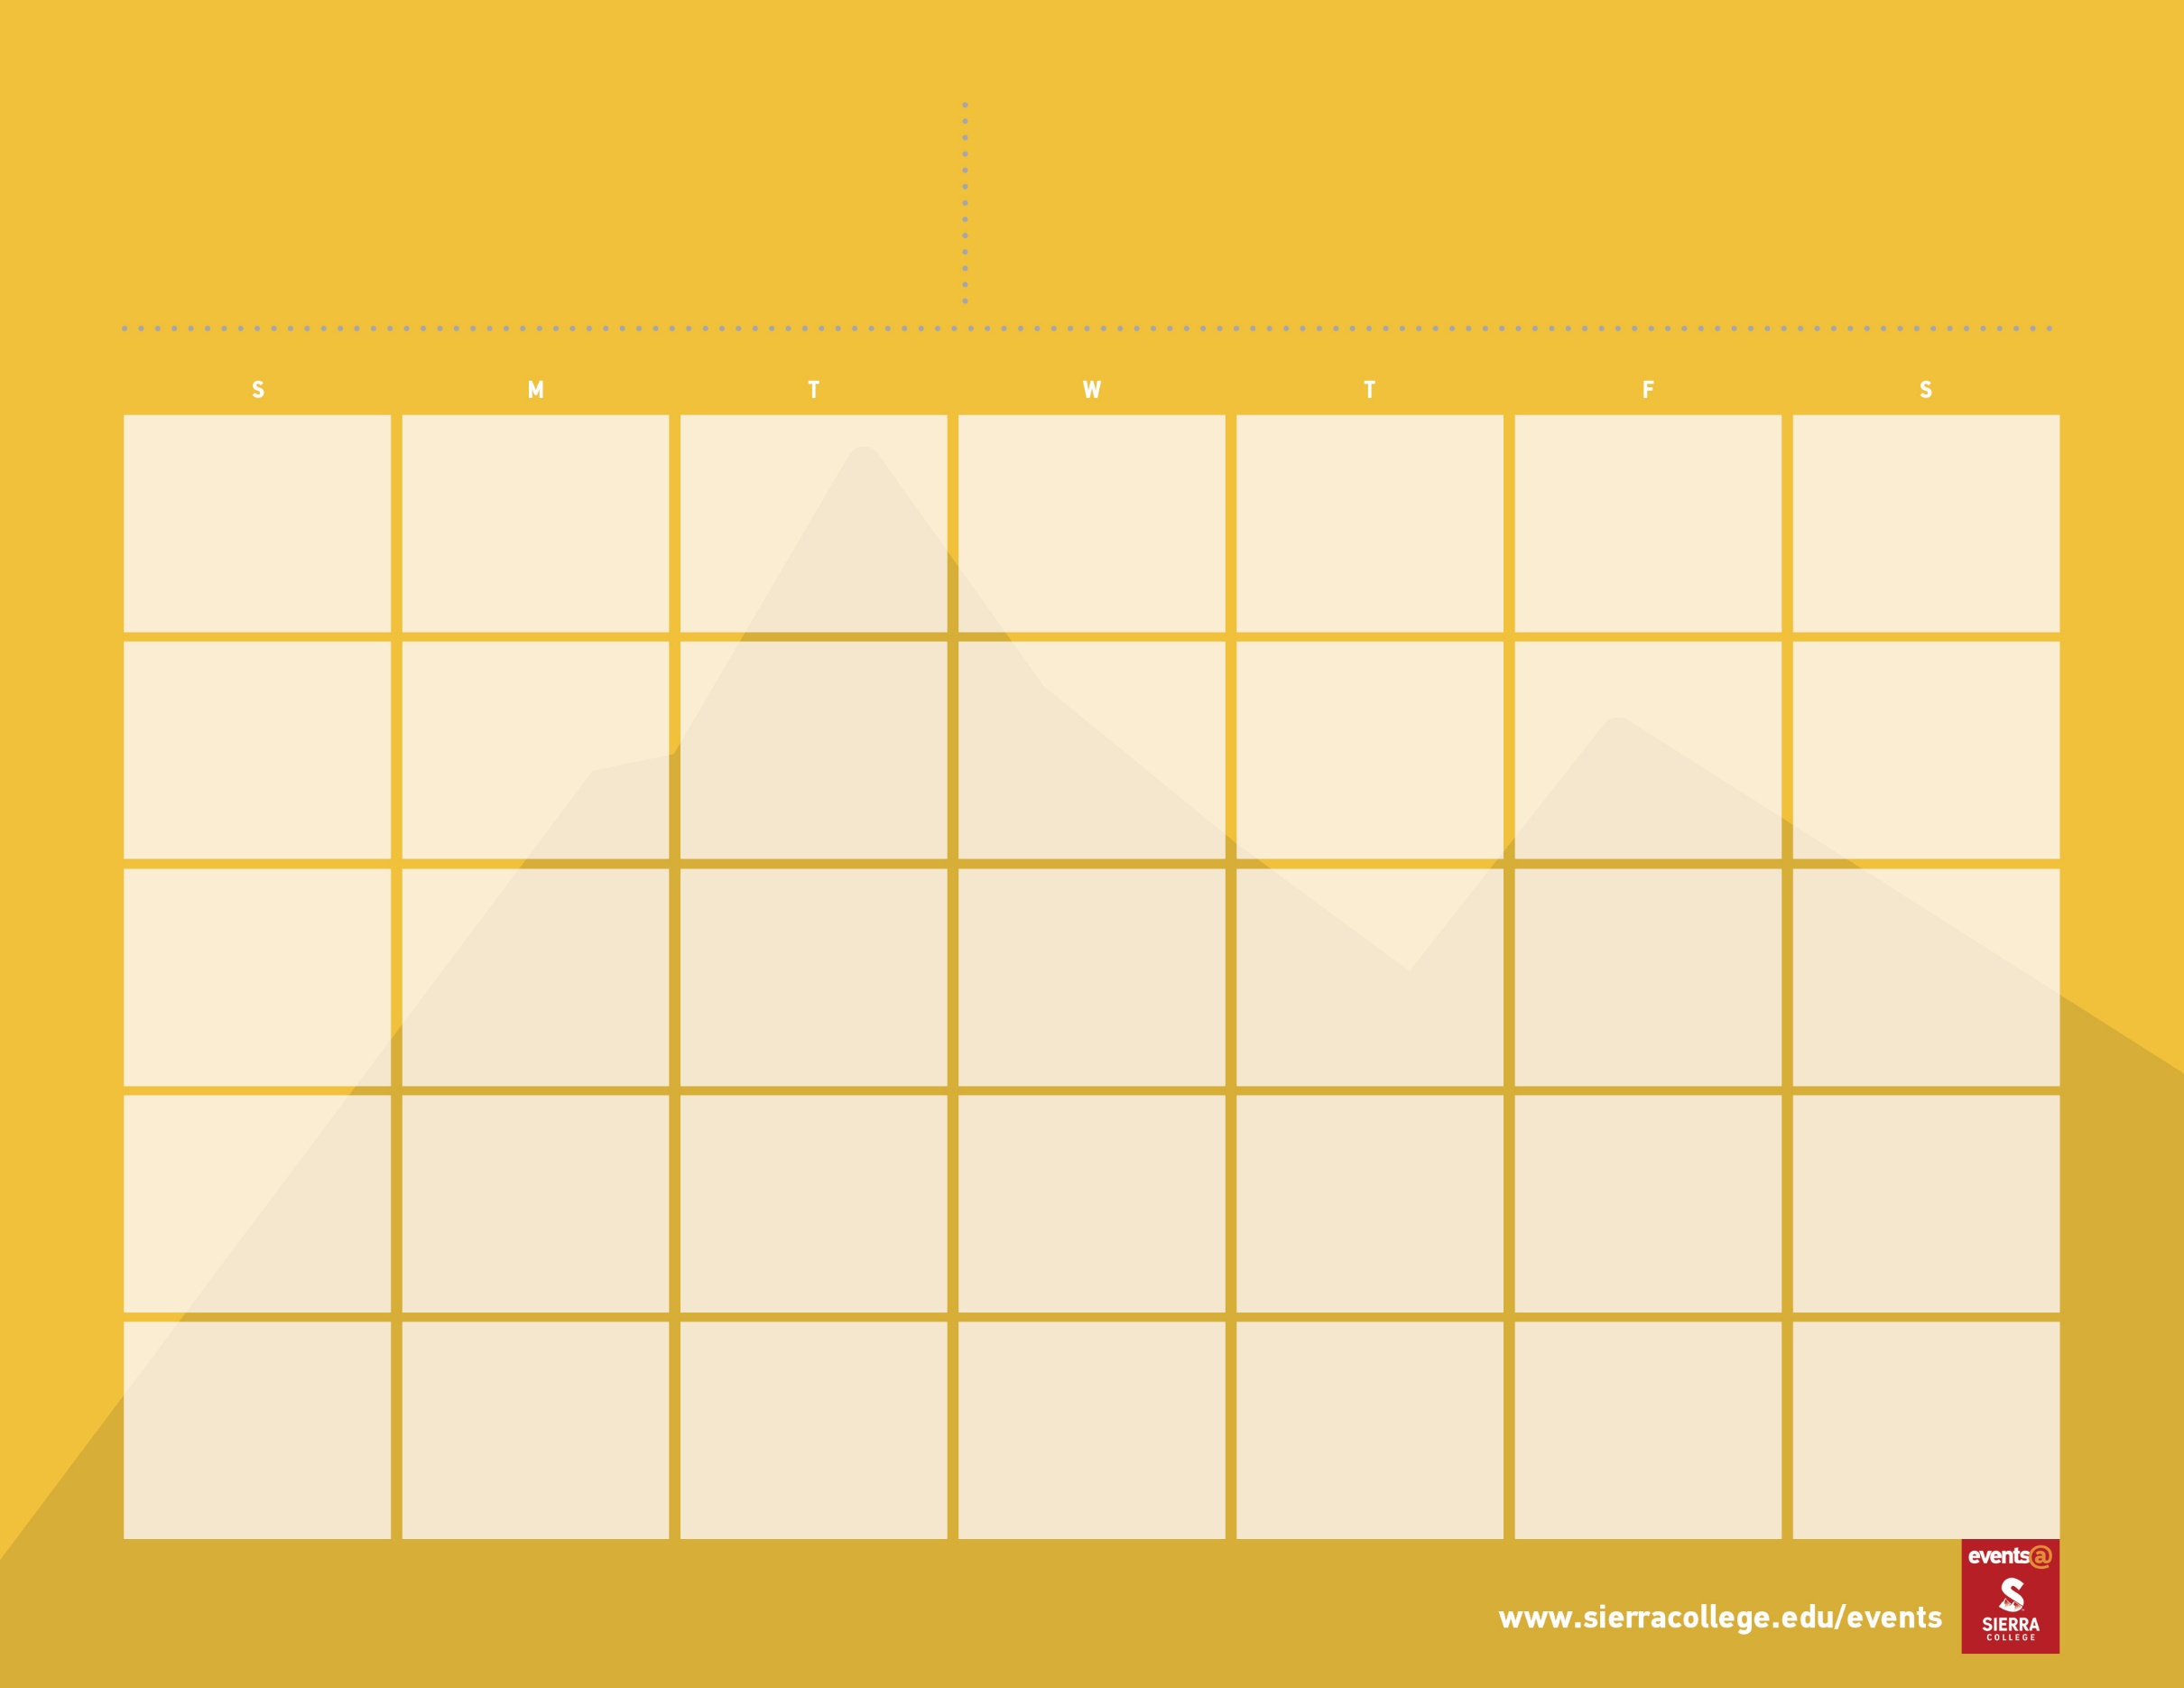 S M T W T F S
events@
www.sierracollege.edu/events
S
SIERRA
COLLEGE